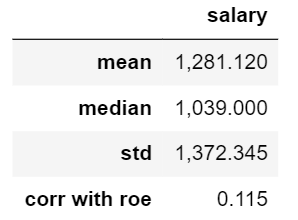 salary
mean 1,281.120
median 1,039.000
std 1,372.345
corr with roe 0.115